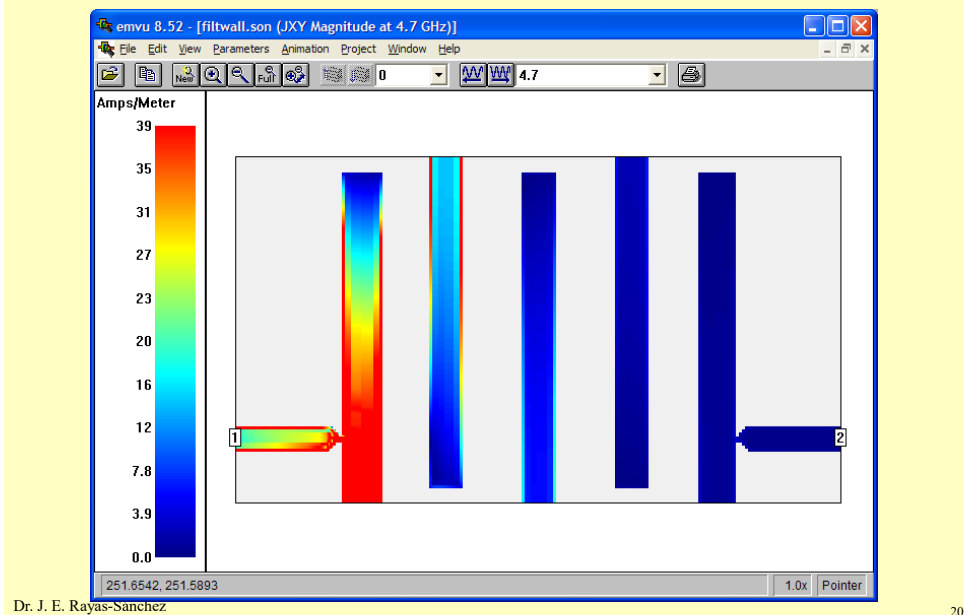 emvu 8.52 - [filtwall.son (JXY Magnitude at 4.7 GHz)]
File Edit View Parameters Animation Project Window Help
New Full 0 4.7
Amps/Meter
39
35
31
27
23
20
16
12
7.8
3.9
0.0
1
2
251.6542, 251.5893 1.0x Pointer
Dr. J. E. Rayas-Sánchez
20